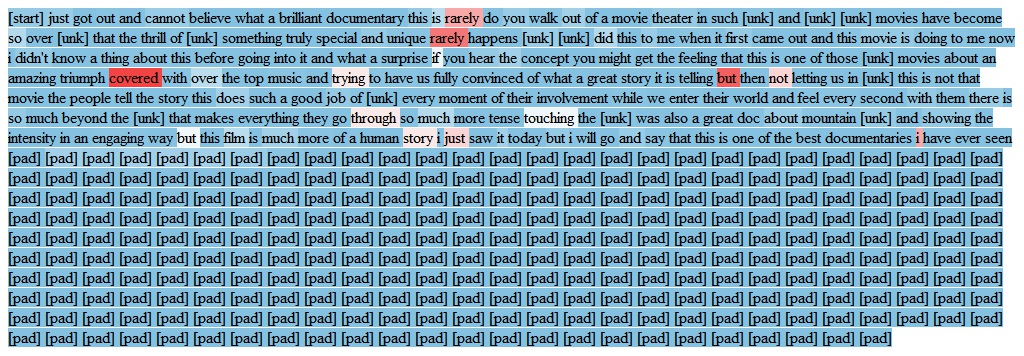 [start] just got out and cannot believe what a brilliant documentary this is rarely do you walk out of a movie theater in such [unk] and [unk] [unk] movies have become
so over [unk] that the thrill of [unk] something truly special and unique rarely happens [unk] [unk] did this to me when it first came out and this movie is doing to me now
i didn't know a thing about this before going into it and what a surprise if you hear the concept you might get the feeling that this is one of those [unk] movies about an
amazing triumph covered with over the top music and trying to have us fully convinced of what a great story it is telling but then not letting us in [unk] this is not that
movie the people tell the story this does such a good job of [unk] every moment of their involvement while we enter their world and feel every second with them there is
so much beyond the [unk] that makes everything they go through so much more tense touching the [unk] was also a great doc about mountain [unk] and showing the
intensity in an engaging way but this film is much more of a human story i just saw it today but i will go and say that this is one of the best documentaries i have ever seen
[pad] [pad] [pad] [pad] [pad] [pad] [pad] [pad] [pad] [pad] [pad] [pad] [pad] [pad] [pad] [pad] [pad] [pad] [pad] [pad] [pad] [pad] [pad] [pad] [pad] [pad] [pad]
[pad] [pad] [pad] [pad] [pad] [pad] [pad] [pad] [pad] [pad] [pad] [pad] [pad] [pad] [pad] [pad] [pad] [pad] [pad] [pad] [pad] [pad] [pad] [pad] [pad] [pad] [pad]
[pad] [pad] [pad] [pad] [pad] [pad] [pad] [pad] [pad] [pad] [pad] [pad] [pad] [pad] [pad] [pad] [pad] [pad] [pad] [pad] [pad] [pad] [pad] [pad] [pad] [pad] [pad]
[pad] [pad] [pad] [pad] [pad] [pad] [pad] [pad] [pad] [pad] [pad] [pad] [pad] [pad] [pad] [pad] [pad] [pad] [pad] [pad] [pad] [pad] [pad] [pad] [pad] [pad] [pad]
[pad] [pad] [pad] [pad] [pad] [pad] [pad] [pad] [pad] [pad] [pad] [pad] [pad] [pad] [pad] [pad] [pad] [pad] [pad] [pad] [pad] [pad] [pad] [pad] [pad] [pad] [pad]
[pad] [pad] [pad] [pad] [pad] [pad] [pad] [pad] [pad] [pad] [pad] [pad] [pad] [pad] [pad] [pad] [pad] [pad] [pad] [pad] [pad] [pad] [pad] [pad] [pad] [pad] [pad]
[pad] [pad] [pad] [pad] [pad] [pad] [pad] [pad] [pad] [pad] [pad] [pad] [pad] [pad] [pad] [pad] [pad] [pad] [pad] [pad] [pad] [pad] [pad] [pad] [pad] [pad] [pad]
[pad] [pad] [pad] [pad] [pad] [pad] [pad] [pad] [pad] [pad] [pad] [pad] [pad] [pad] [pad] [pad] [pad] [pad] [pad] [pad] [pad] [pad] [pad] [pad] [pad] [pad] [pad]
[pad] [pad] [pad] [pad] [pad] [pad] [pad] [pad] [pad] [pad] [pad] [pad] [pad] [pad] [pad] [pad] [pad] [pad] [pad] [pad] [pad] [pad] [pad] [pad] [pad] [pad] [pad]
[pad] [pad] [pad] [pad] [pad] [pad] [pad] [pad] [pad] [pad] [pad] [pad] [pad] [pad] [pad] [pad] [pad] [pad] [pad] [pad] [pad] [pad] [pad] [pad]